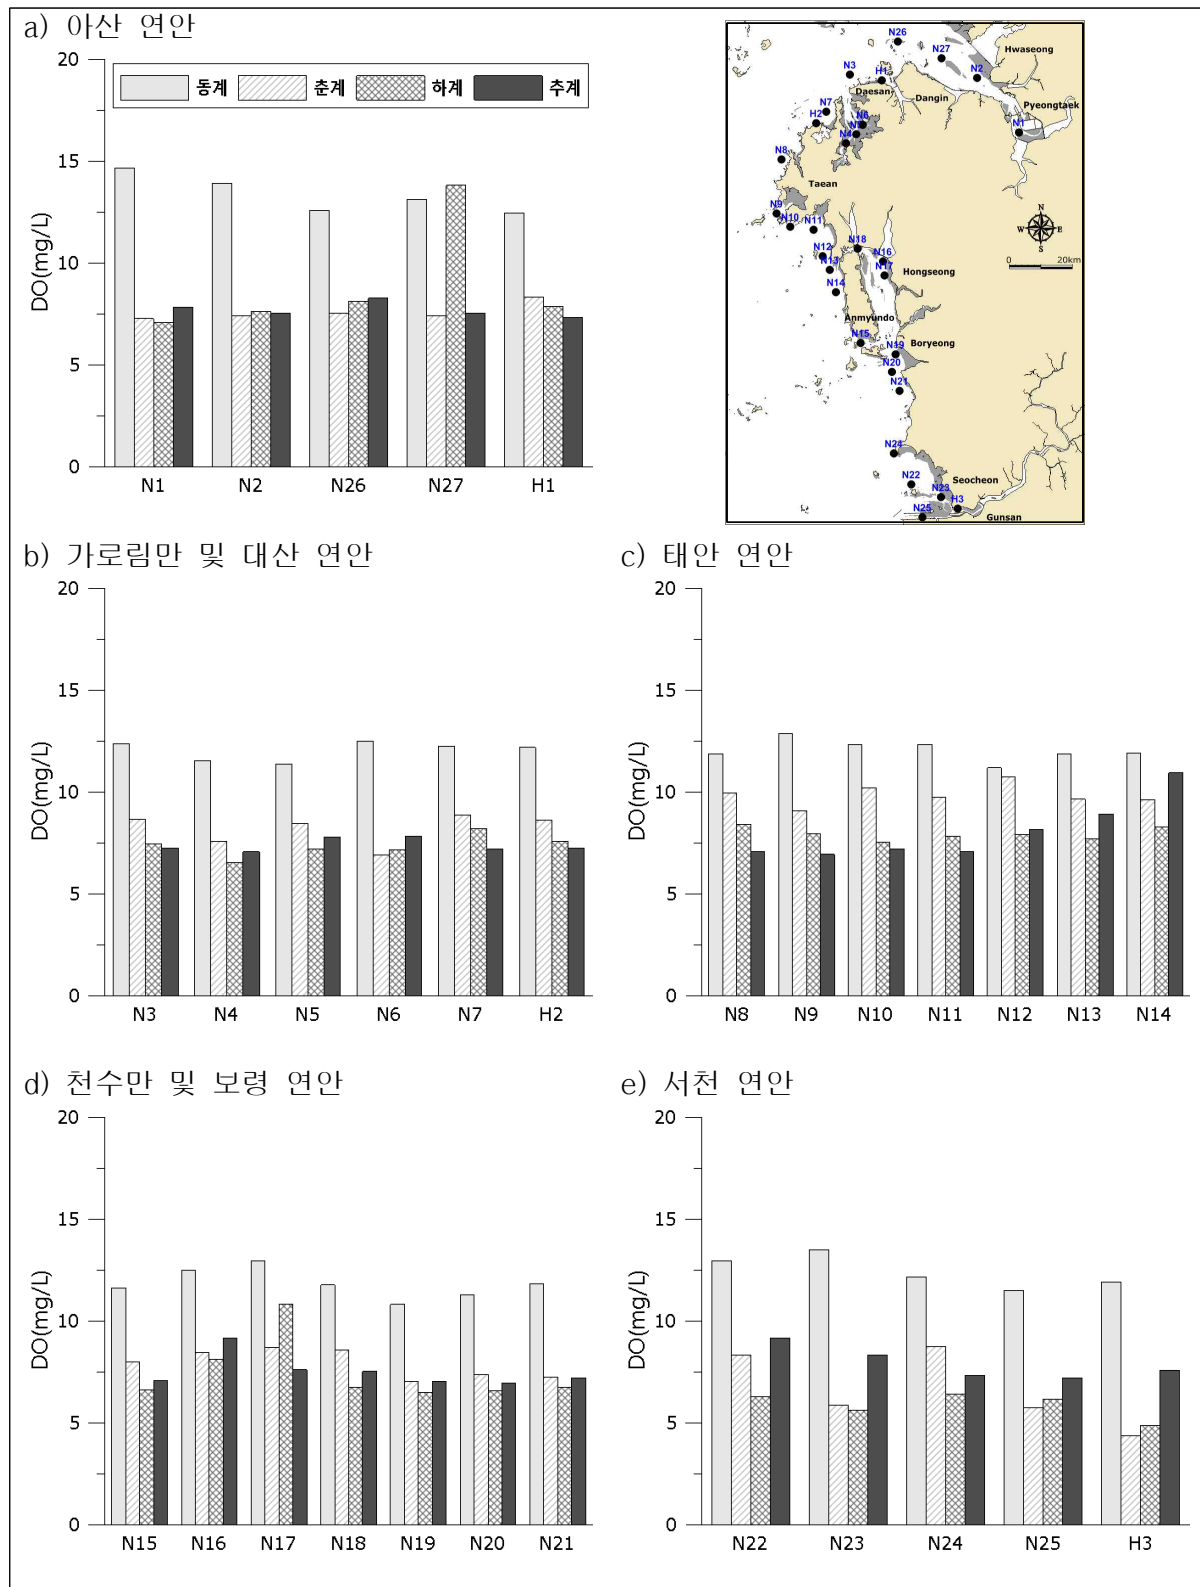 a) 아산 연안
20
15
10
5
0
DO(mg/L)
동계 춘계 하계 추계
N1 N2 N26 N27 H1
N26
N27
Hwaseong
N3
H1
N2
Daesan
Dangin
N7
H2
N6
N5
N4
Pyeongtaek
N1
N8
Taean
N9
N10
N11
N
W E
S
N18
N12
N16
N13
N17
Hongseong
0 20km
N14
Anmyundo
N15
N19
Boryeong
N20
N21
N24
N22
Seocheon
N23
H3
N25
Gunsan
b) 가로림만 및 대산 연안
20
15
10
5
0
DO(mg/L)
N3 N4 N5 N6 N7 H2
c) 태안 연안
20
15
10
5
0
DO(mg/L)
N8 N9 N10 N11 N12 N13 N14
d) 천수만 및 보령 연안
20
15
10
5
0
DO(mg/L)
N15 N16 N17 N18 N19 N20 N21
e) 서천 연안
20
15
10
5
0
DO(mg/L)
N22 N23 N24 N25 H3